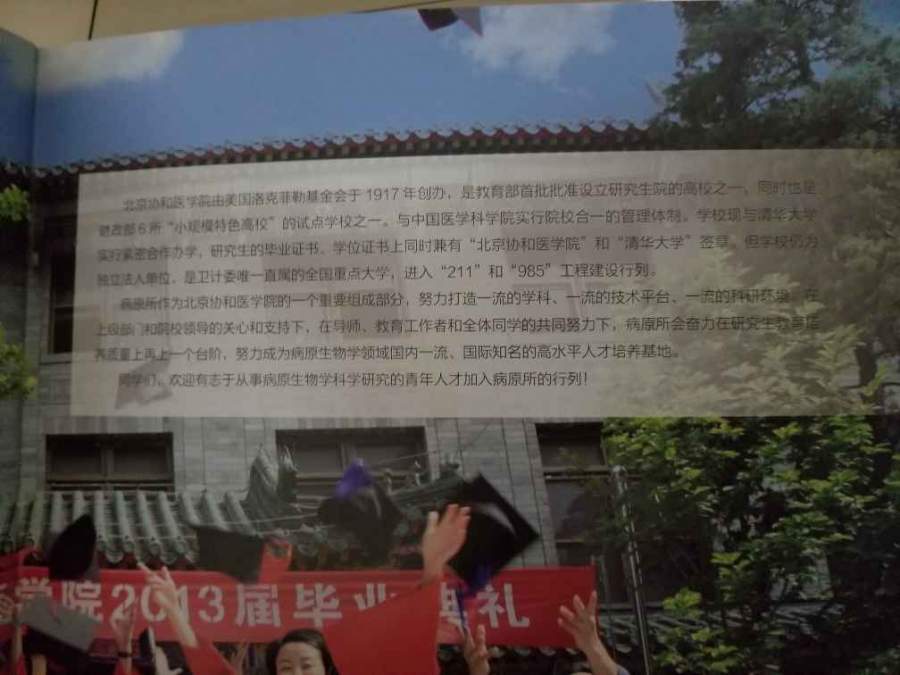 北京协和医学院由美国洛克菲勒基金会于1917年创办，是教育部首批批准设立研究生院的高校之一。同时也是
教改部6所“小规模特色高校”的试点学校之一。与中国医学科学院实行院校合一的管理体制。学校现与清华大学
实行紧密合作办学，研究生的毕业证书、学位证书上同时兼有“北京协和医学院”和“清华大学”签章。但学校仍为
独立法人单位，是卫计委唯一直属的全国重点大学，进入“211”和“985”工程建设行列。
病原所作为北京协和医学院的一个重要组成部分，努力打造一流的学科、一流的技术平台、一流的科研环境。在
上级部门和院校领导的关心和支持下，在导师、教育工作者和全体同学的共同努力下，病原所会奋力在研究生教育培
养质量上再上一个台阶，努力成为病原生物学领域国内一流、国际知名的高水平人才培养基地。
同学们，欢迎有志于从事病原生物学科学研究的青年人才加入病原所的行列！
学院2013届毕业典礼